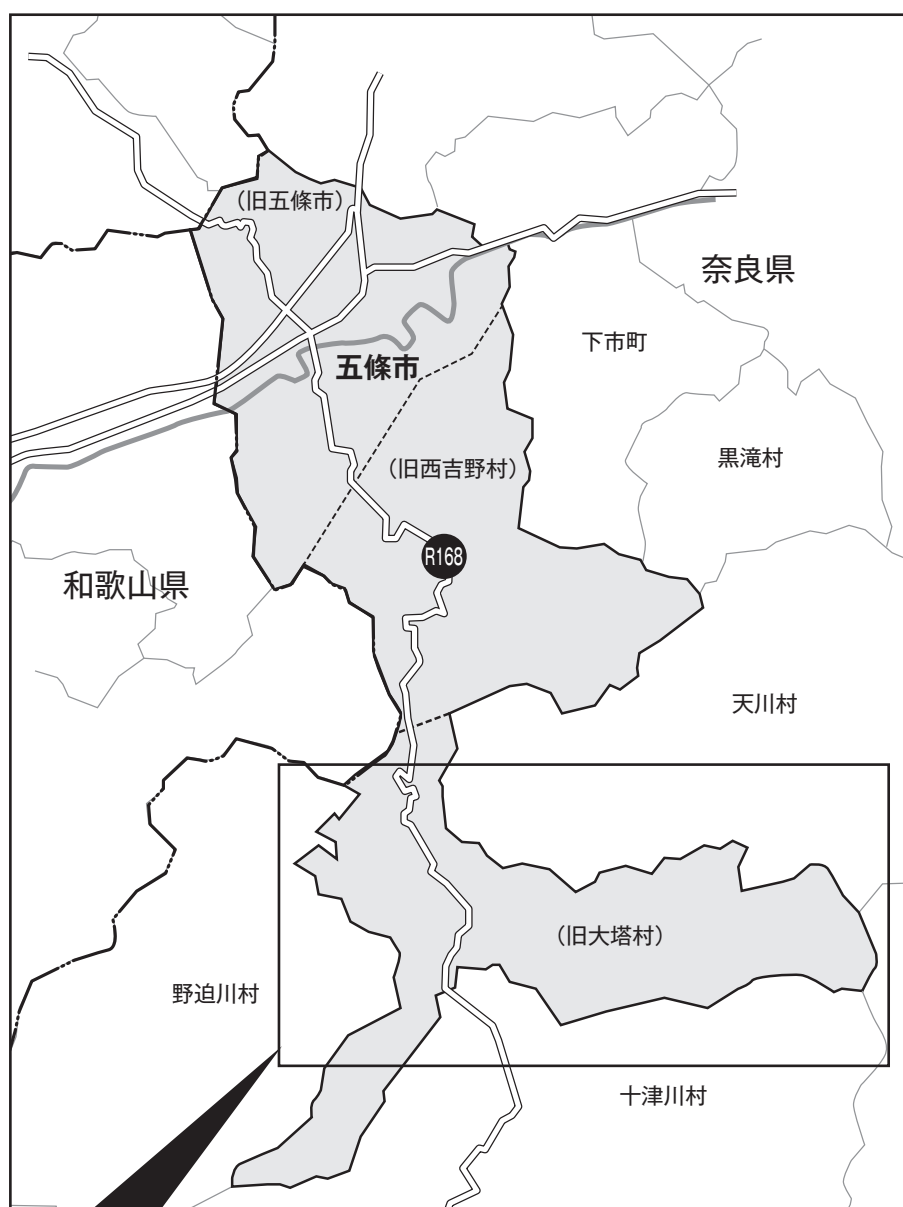 （旧五條市）
奈良県
下市町
五條市
黒滝村
（旧西吉野村）
R168
和歌山県
天川村
（旧大塔村）
野迫川村
十津川村